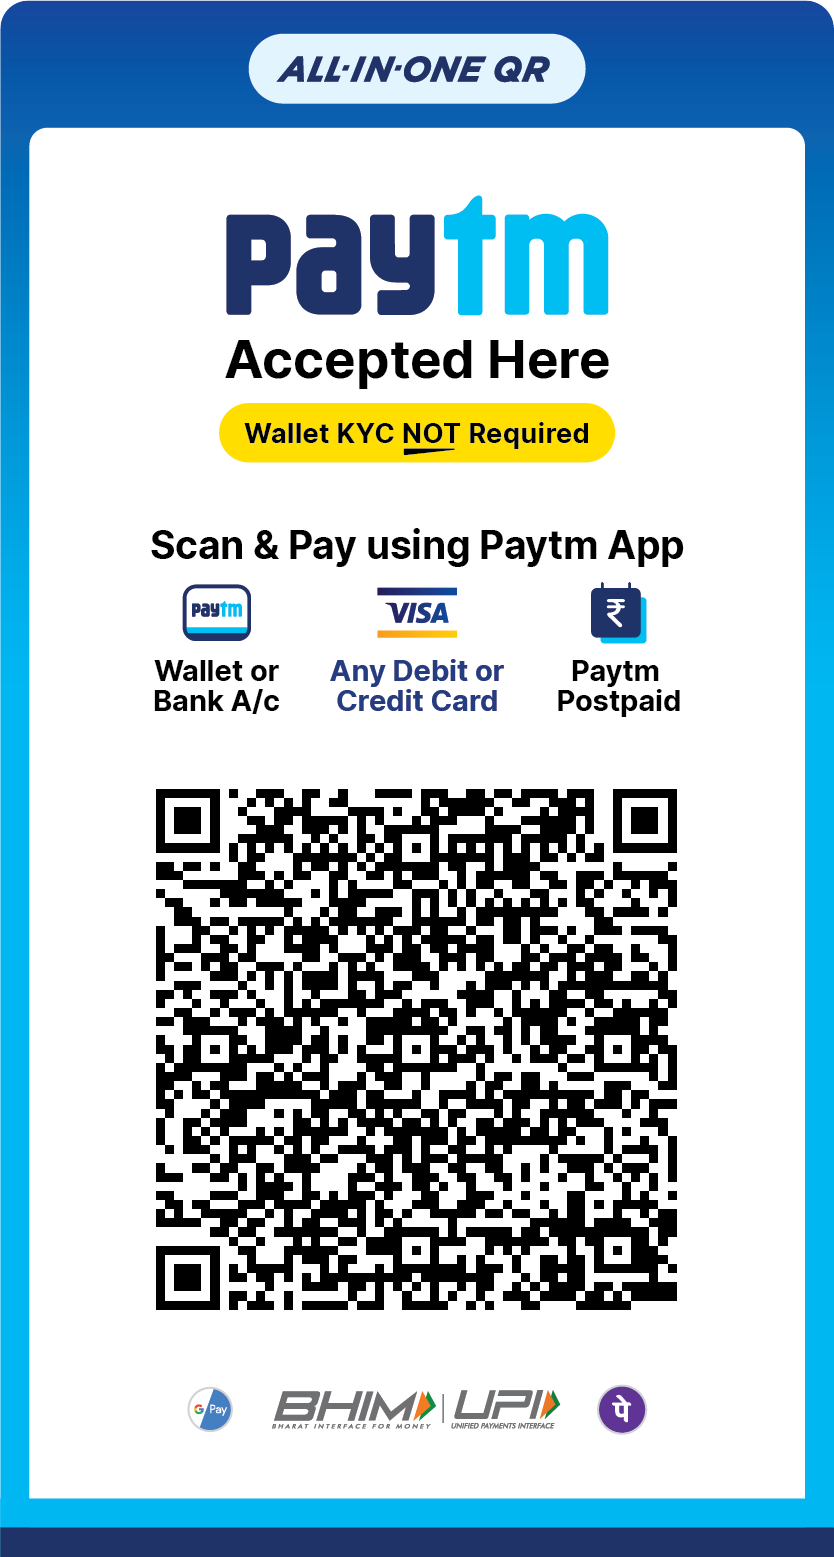 ALL-IN-ONE QR
paytm
Accepted Here
Wallet KYC NOT Required
Scan & Pay using Paytm App
paytm
VISA
₹
Wallet or
Bank A/c
Any Debit or
Credit Card
Paytm
Postpaid
G Pay
BHIM
BHARAT INTERFACE FOR MONEY
UPI
UNIFIED PAYMENTS INTERFACE
पे